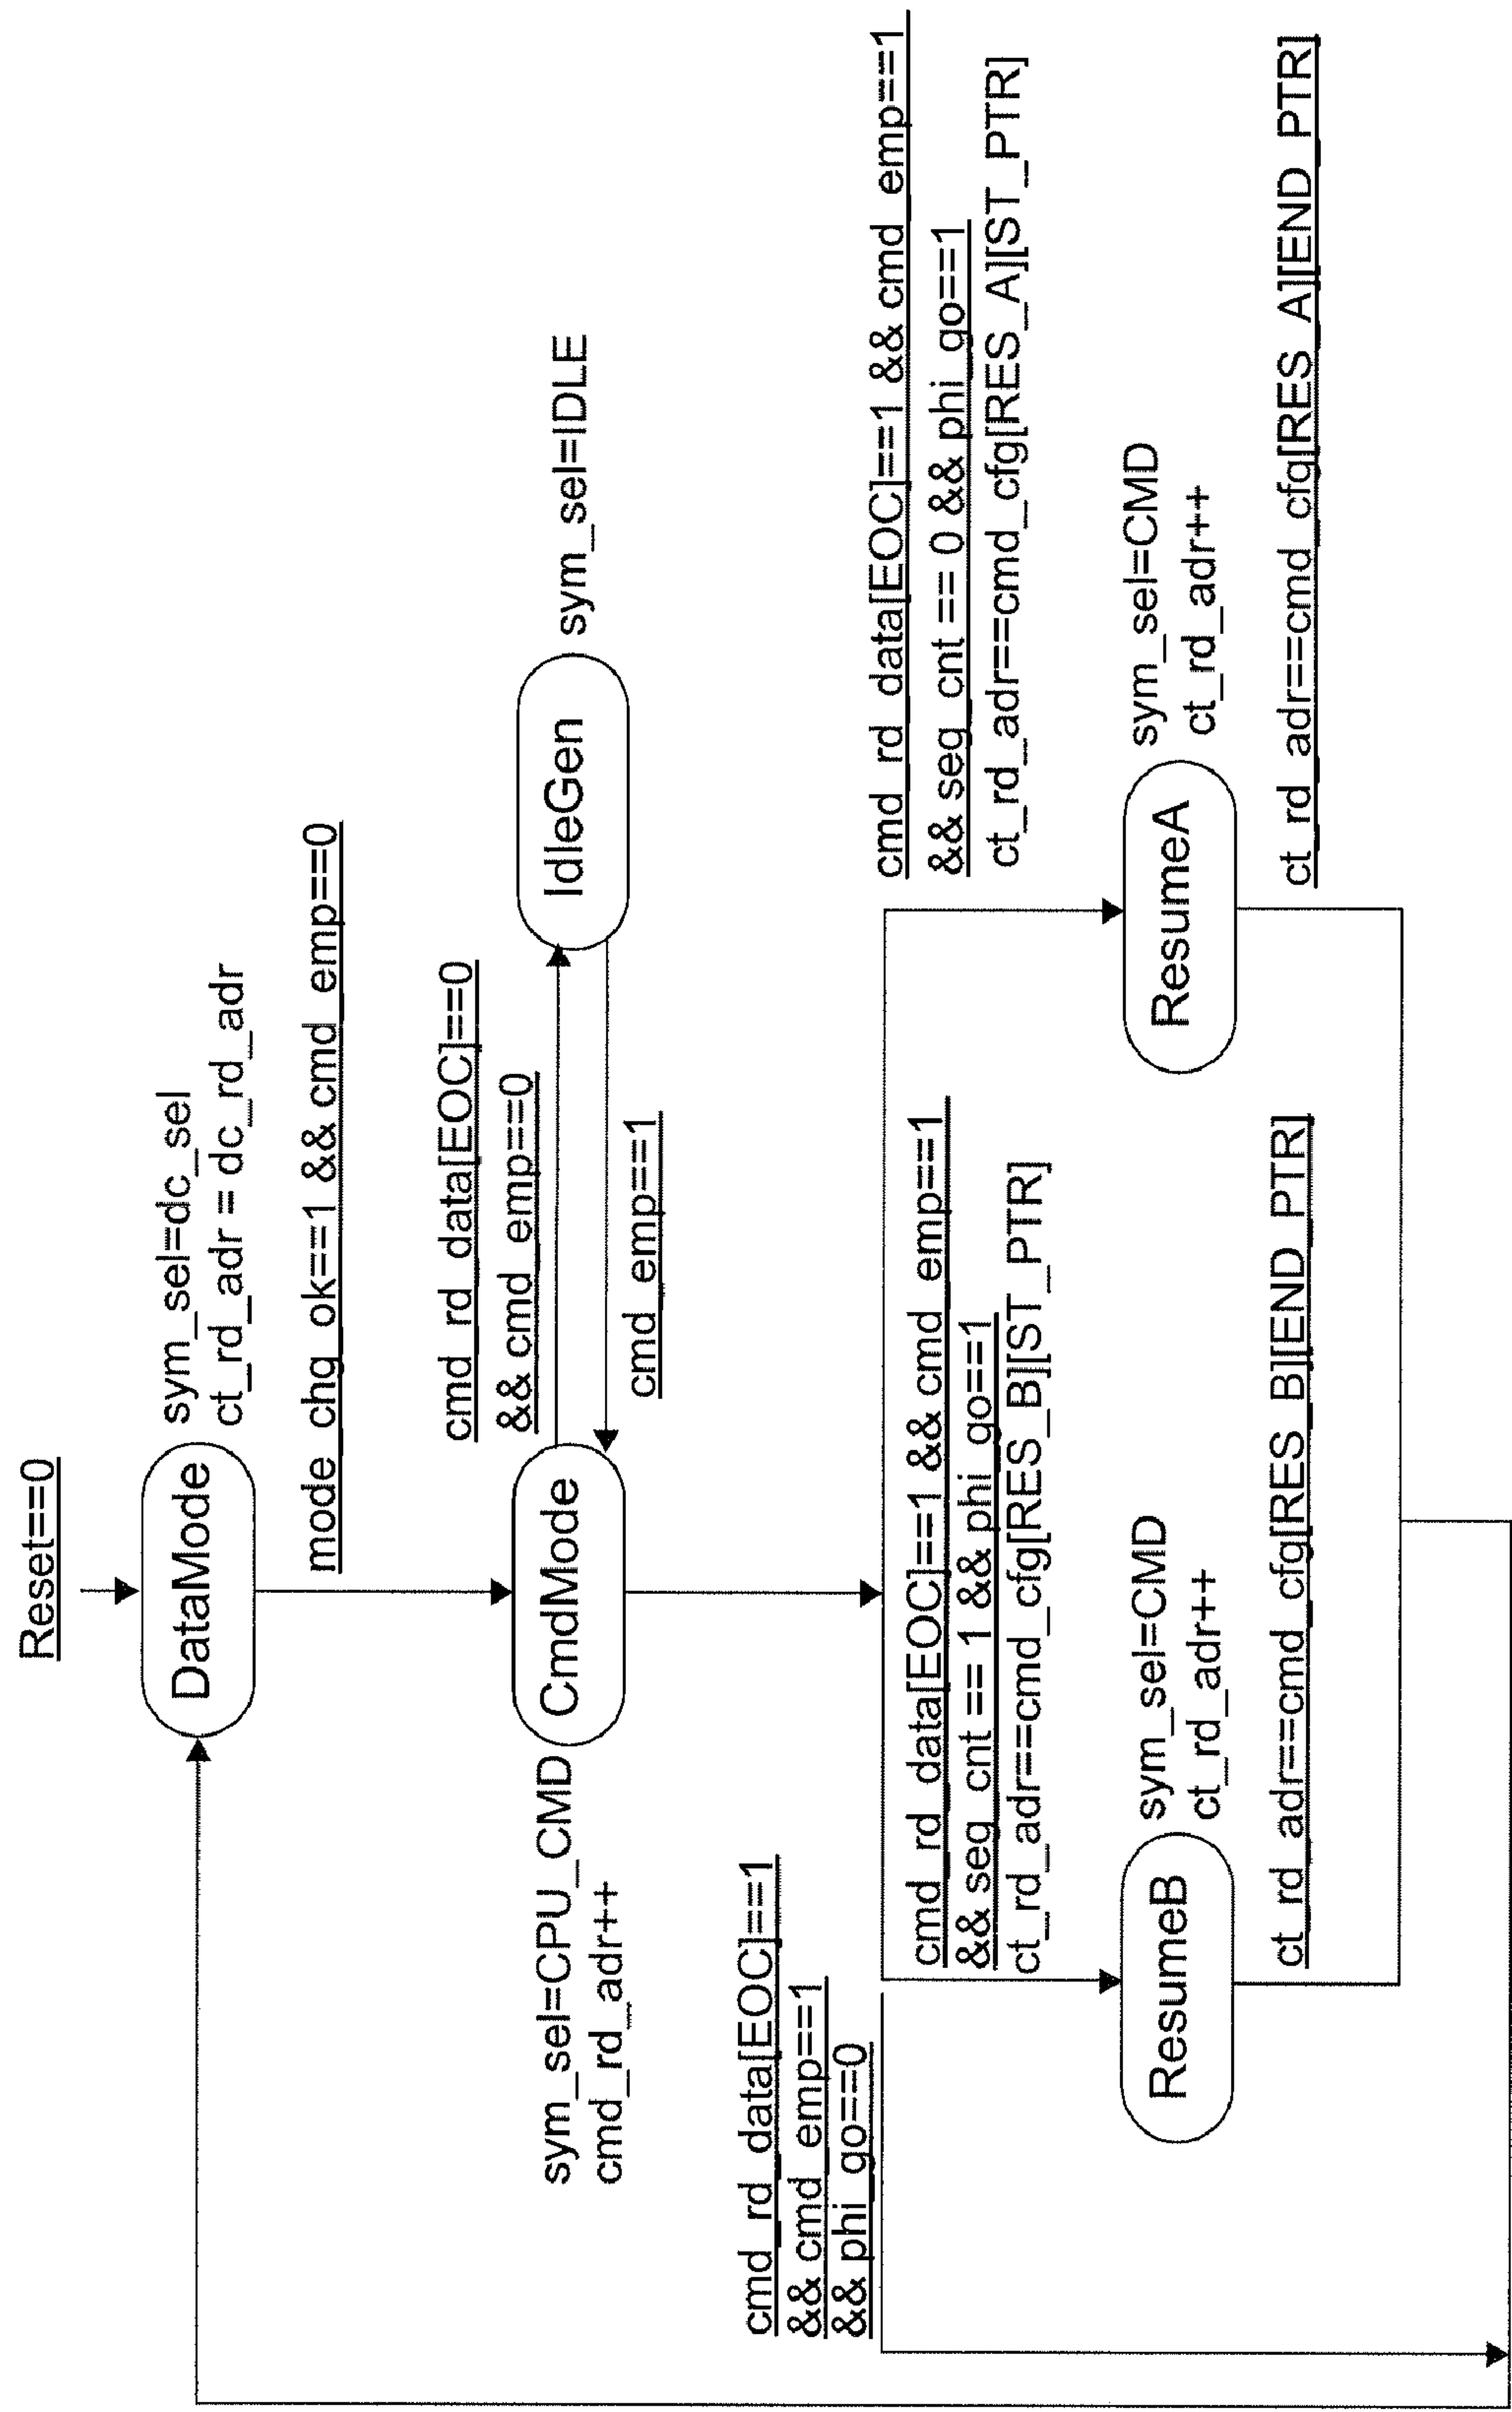 Reset==0
DataMode
sym_sel=dc_sel
ct_rd_adr = dc_rd_adr
mode_chg_ok==1 && cmd_emp==0
sym_sel=CPU_CMD
cmd_rd_adr++
CmdMode
cmd_rd_data[EOC]==0
&& cmd_emp==0
cmd_emp==1
IdleGen
sym_sel=IDLE
cmd_rd_data[EOC]==1
&& cmd_emp==1
&& phi_go==0
cmd_rd_data[EOC]==1 && cmd_emp==1
&& seg_cnt == 1 && phi_go==1
ct_rd_adr==cmd_cfg[RES_B][ST_PTR]
cmd_rd_data[EOC]==1 && cmd_emp==1
&& seg_cnt == 0 && phi_go==1
ct_rd_adr==cmd_cfg[RES_A][ST_PTR]
ResumeB
sym_sel=CMD
ct_rd_adr++
ct_rd_adr==cmd_cfg[RES_B][END_PTR]
ResumeA
sym_sel=CMD
ct_rd_adr++
ct_rd_adr==cmd_cfg[RES_A][END_PTR]